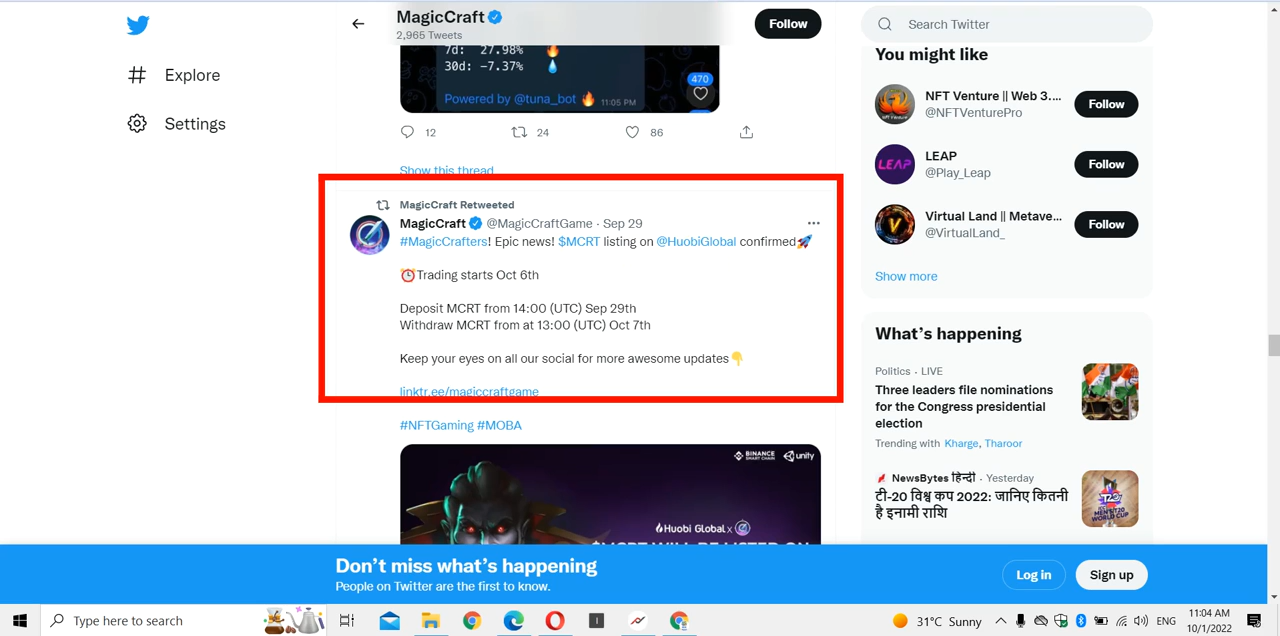 MagicCraft
2,965 Tweets
Follow
Search Twitter
Explore
Settings
7d: 27.98% 🔥
30d: -7.37% 💧
Powered by @tuna_bot 🔥 11:05 PM
470
12 24 86
Show this thread
MagicCraft Retweeted
MagicCraft @MagicCraftGame · Sep 29
#MagicCrafters! Epic news! $MCRT listing on @HuobiGlobal confirmed🚀
⏰Trading starts Oct 6th
Deposit MCRT from 14:00 (UTC) Sep 29th
Withdraw MCRT from at 13:00 (UTC) Oct 7th
Keep your eyes on all our social for more awesome updates👇
linktr.ee/magiccraftgame
#NFTGaming #MOBA
BINANCE
SMART CHAIN
unity
Huobi Global x
$MCRT WILL BE LISTED ON
You might like
NFT Venture || Web 3....
@NFTVenturePro
Follow
LEAP
LEAP
@Play_Leap
Follow
Virtual Land || Metave...
@VirtualLand_
Follow
Show more
What's happening
Politics · LIVE
Three leaders file nominations
for the Congress presidential
election
Trending with Kharge, Tharoor
NewsBytes हिन्दी · Yesterday
टी-20 विश्व कप 2022: जानिए कितनी
है इनामी राशि
Don't miss what's happening
People on Twitter are the first to know.
Log in
Sign up
Type here to search
31°C Sunny
ENG
11:04 AM
10/1/2022